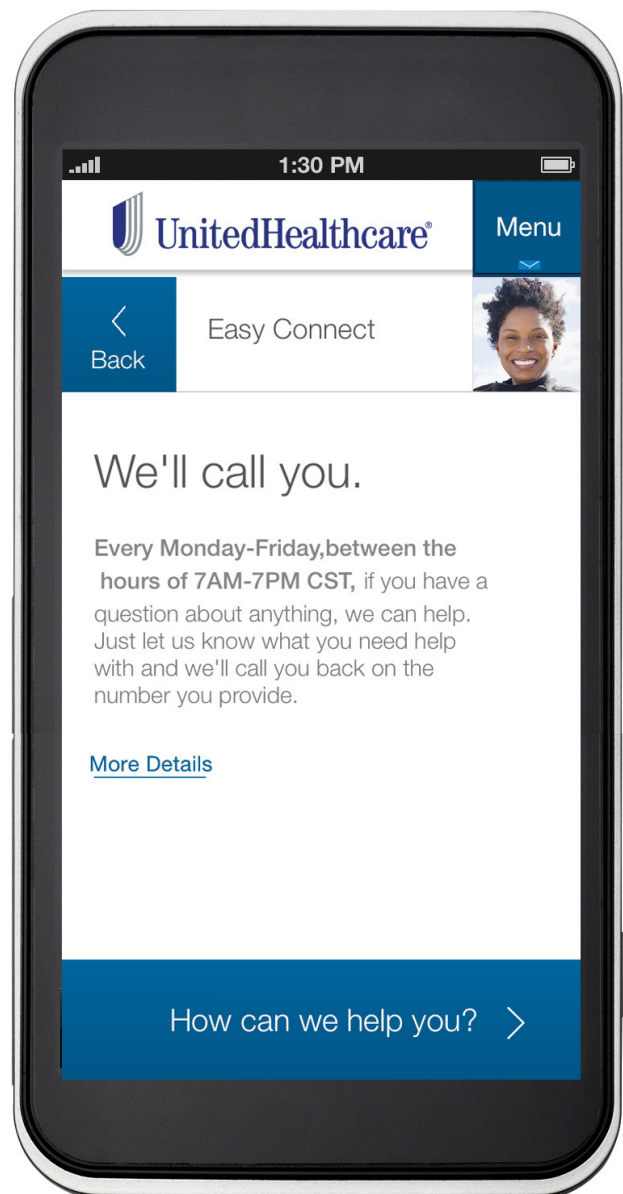 1:30 PM
UnitedHealthcare®
Menu
Back
Easy Connect
We'll call you.
Every Monday-Friday,between the
hours of 7AM-7PM CST, if you have a
question about anything, we can help.
Just let us know what you need help
with and we'll call you back on the
number you provide.
More Details
How can we help you?